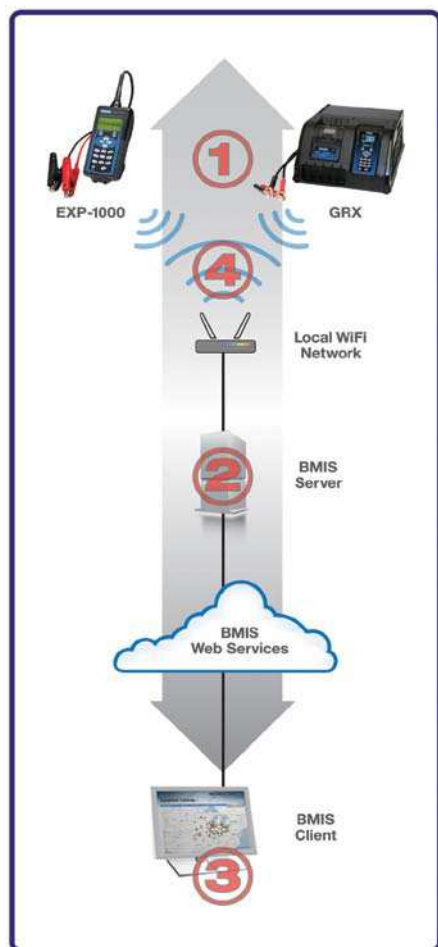 ①
EXP-1000
GRX
④
Local WiFi
Network
②
BMIS
Server
BMIS
Web Services
BMIS
Client
③